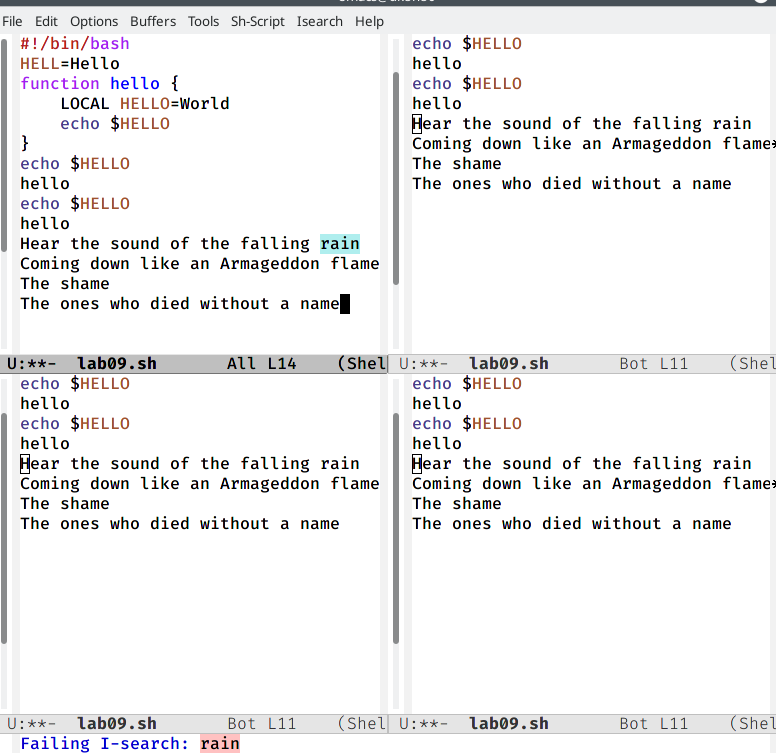 File Edit Options Buffers Tools Sh-Script Isearch Help
#!/bin/bash
HELL=Hello
function hello {
    LOCAL HELLO=World
    echo $HELLO
}
echo $HELLO
hello
echo $HELLO
hello
Hear the sound of the falling rain
Coming down like an Armageddon flame
The shame
The ones who died without a name
U:**-  lab09.sh       All L14    (Shel
echo $HELLO
hello
echo $HELLO
hello
Hear the sound of the falling rain
Coming down like an Armageddon flame
The shame
The ones who died without a name
U:**-  lab09.sh       Bot L11    (Shel
echo $HELLO
hello
echo $HELLO
hello
Hear the sound of the falling rain
Coming down like an Armageddon flame
The shame
The ones who died without a name
U:**-  lab09.sh       Bot L11    (Shel
echo $HELLO
hello
echo $HELLO
hello
Hear the sound of the falling rain
Coming down like an Armageddon flame
The shame
The ones who died without a name
U:**-  lab09.sh       Bot L11    (Shel
Failing I-search: rain